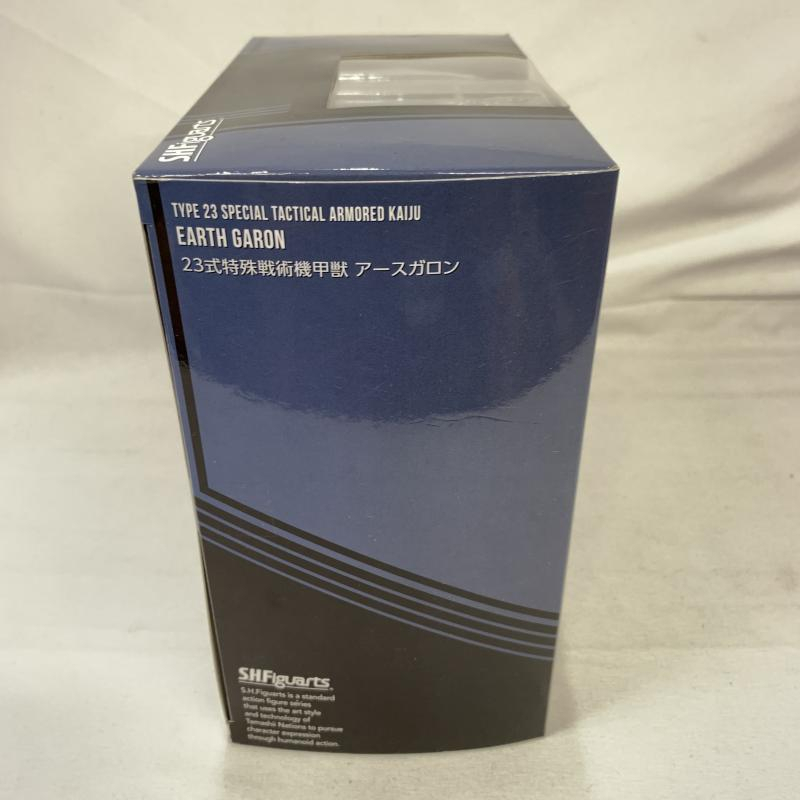 S.H.Figuarts
TYPE 23 SPECIAL TACTICAL ARMORED KAIJU
EARTH GARON
23式特殊戦術機甲獣 アースガロン
S.H.Figuarts
S.H.Figuarts is a standard
action figure series
that uses the art style
and technology of
Tamashii Nations to pursue
character expression
through humanoid action.